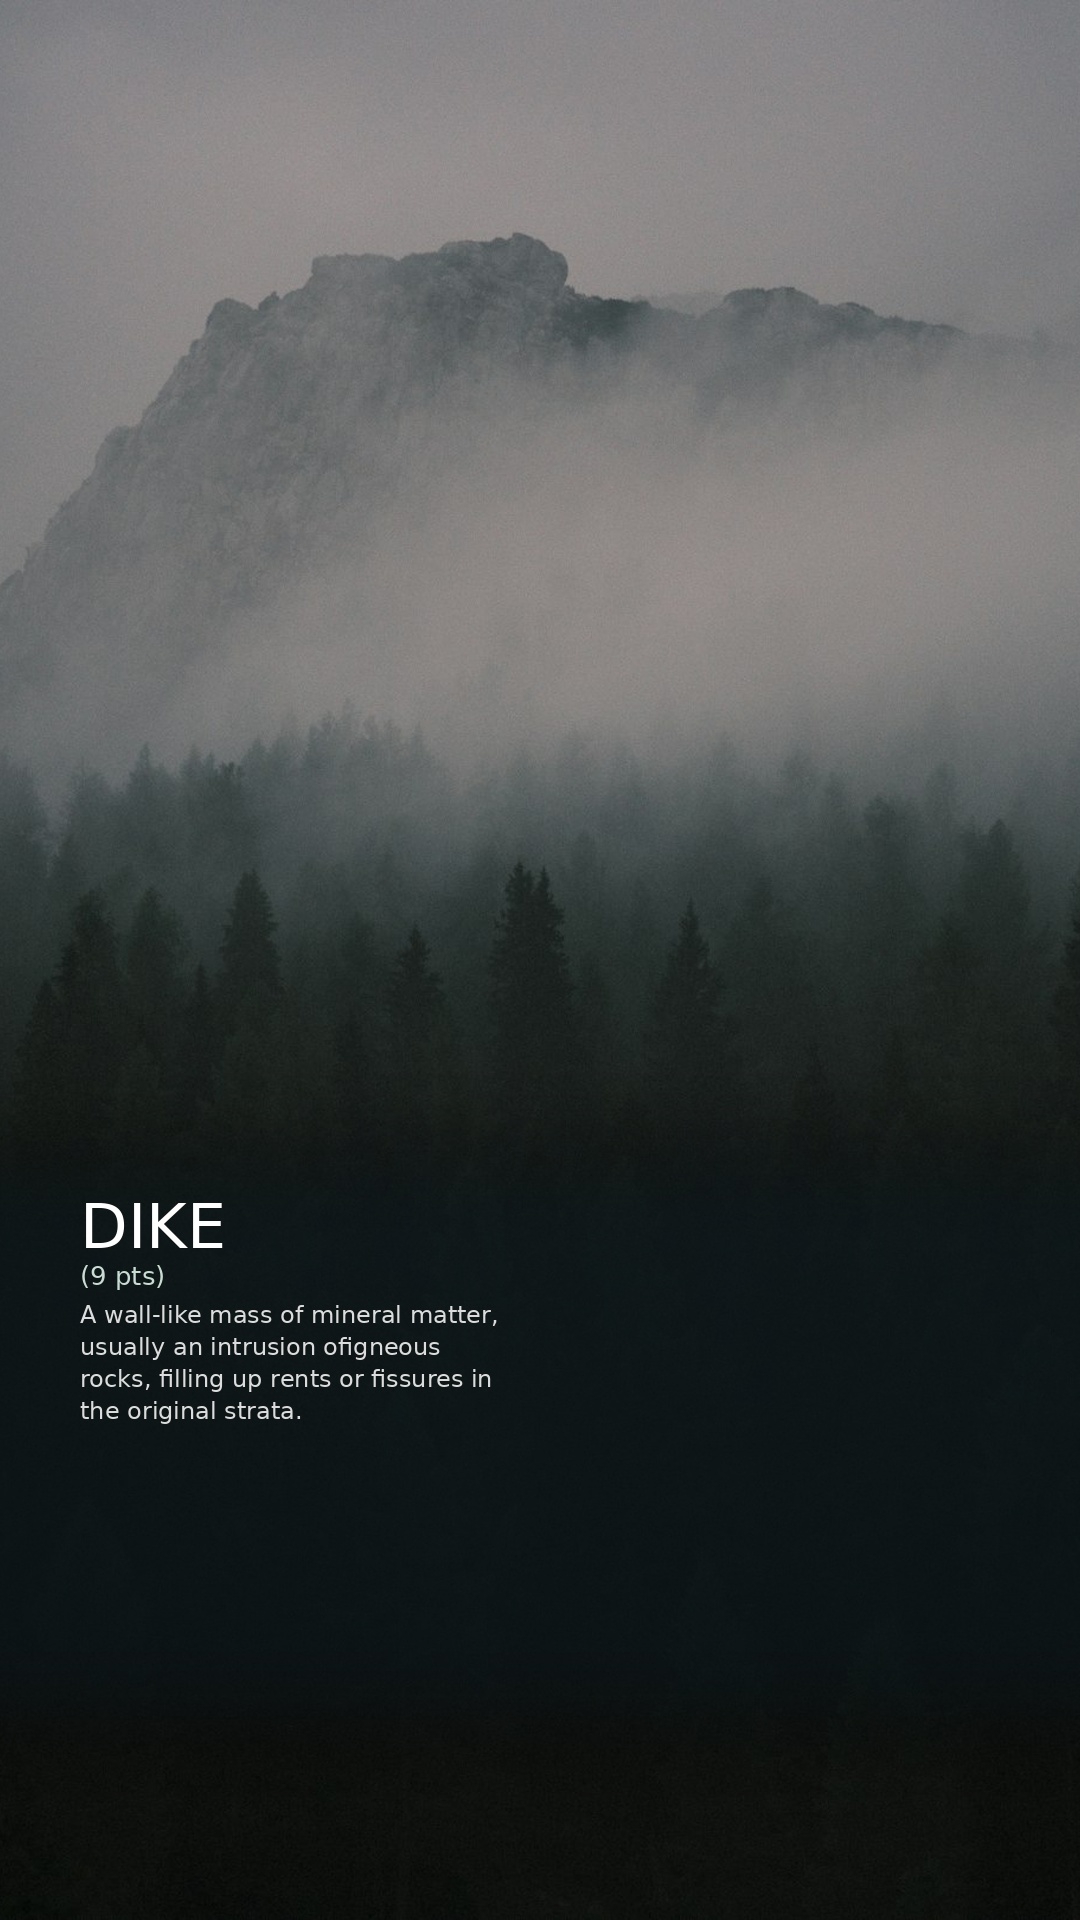 DIKE
(9 pts)
A wall-like mass of mineral matter,
usually an intrusion ofigneous
rocks, filling up rents or fissures in
the original strata.